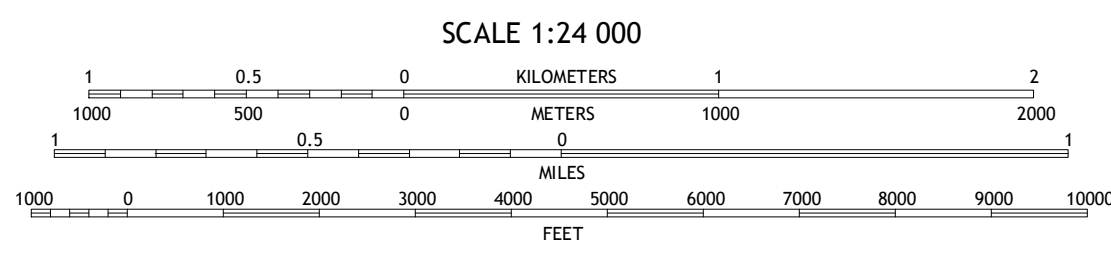 SCALE 1:24 000
1 0.5 0 KILOMETERS 1 2
1000 500 0 METERS 1000 2000
1 0.5 0 1
MILES
1000 0 1000 2000 3000 4000 5000 6000 7000 8000 9000 10000
FEET